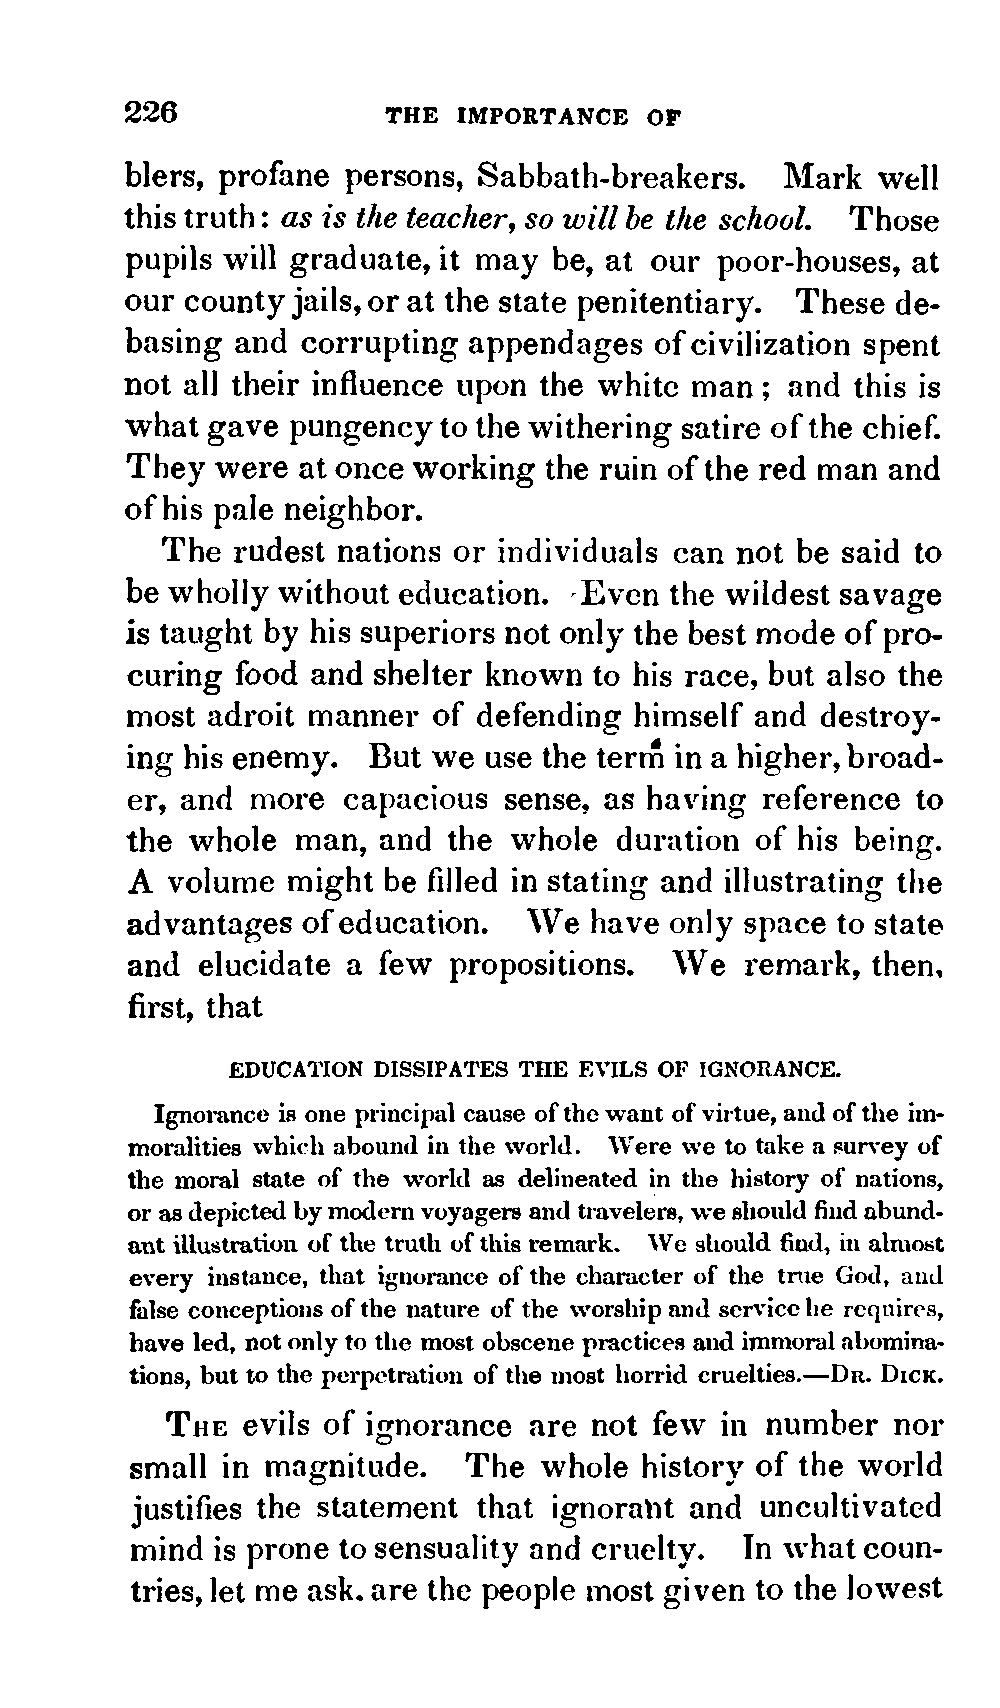 226 THE IMPORTANCE OF
blers, profane persons, Sabbath-breakers. Mark well
this truth: as is the teacher, so will be the school. Those
pupils will graduate, it may be, at our poor-houses, at
our county jails, or at the state penitentiary. These de-
basing and corrupting appendages of civilization spent
not all their influence upon the white man; and this is
what gave pungency to the withering satire of the chief.
They were at once working the ruin of the red man and
of his pale neighbor.
The rudest nations or individuals can not be said to
be wholly without education. Even the wildest savage
is taught by his superiors not only the best mode of pro-
curing food and shelter known to his race, but also the
most adroit manner of defending himself and destroy-
ing his enemy. But we use the term in a higher, broad-
er, and more capacious sense, as having reference to
the whole man, and the whole duration of his being.
A volume might be filled in stating and illustrating the
advantages of education. We have only space to state
and elucidate a few propositions. We remark, then,
first, that
EDUCATION DISSIPATES THE EVILS OF IGNORANCE.
Ignorance is one principal cause of the want of virtue, and of the im-
moralities which abound in the world. Were we to take a survey of
the moral state of the world as delineated in the history of nations,
or as depicted by modern voyagers and travelers, we should find abund-
ant illustration of the truth of this remark. We should find, in almost
every instance, that ignorance of the character of the true God, and
false conceptions of the nature of the worship and service he requires,
have led, not only to the most obscene practices and immoral abomina-
tions, but to the perpetration of the most horrid cruelties.—DR. DICK.
THE evils of ignorance are not few in number nor
small in magnitude. The whole history of the world
justifies the statement that ignorant and uncultivated
mind is prone to sensuality and cruelty. In what coun-
tries, let me ask. are the people most given to the lowest